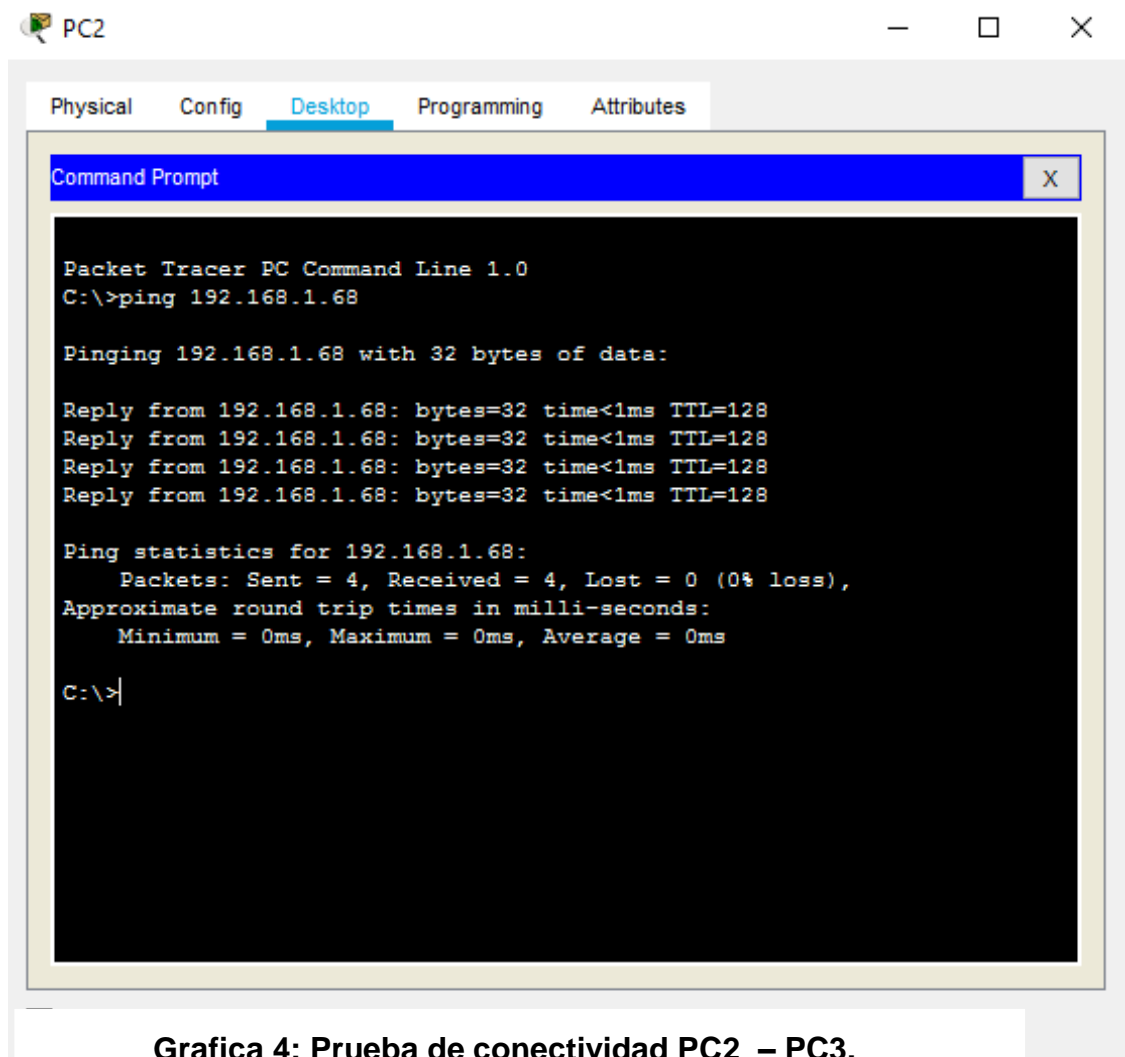 PC2
Physical Config Desktop Programming Attributes
Command Prompt X
Packet Tracer PC Command Line 1.0
C:\>ping 192.168.1.68
Pinging 192.168.1.68 with 32 bytes of data:
Reply from 192.168.1.68: bytes=32 time<1ms TTL=128
Reply from 192.168.1.68: bytes=32 time<1ms TTL=128
Reply from 192.168.1.68: bytes=32 time<1ms TTL=128
Reply from 192.168.1.68: bytes=32 time<1ms TTL=128
Ping statistics for 192.168.1.68:
Packets: Sent = 4, Received = 4, Lost = 0 (0% loss),
Approximate round trip times in milli-seconds:
Minimum = 0ms, Maximum = 0ms, Average = 0ms
C:\>
Grafica 4: Prueba de conectividad PC2 – PC3.